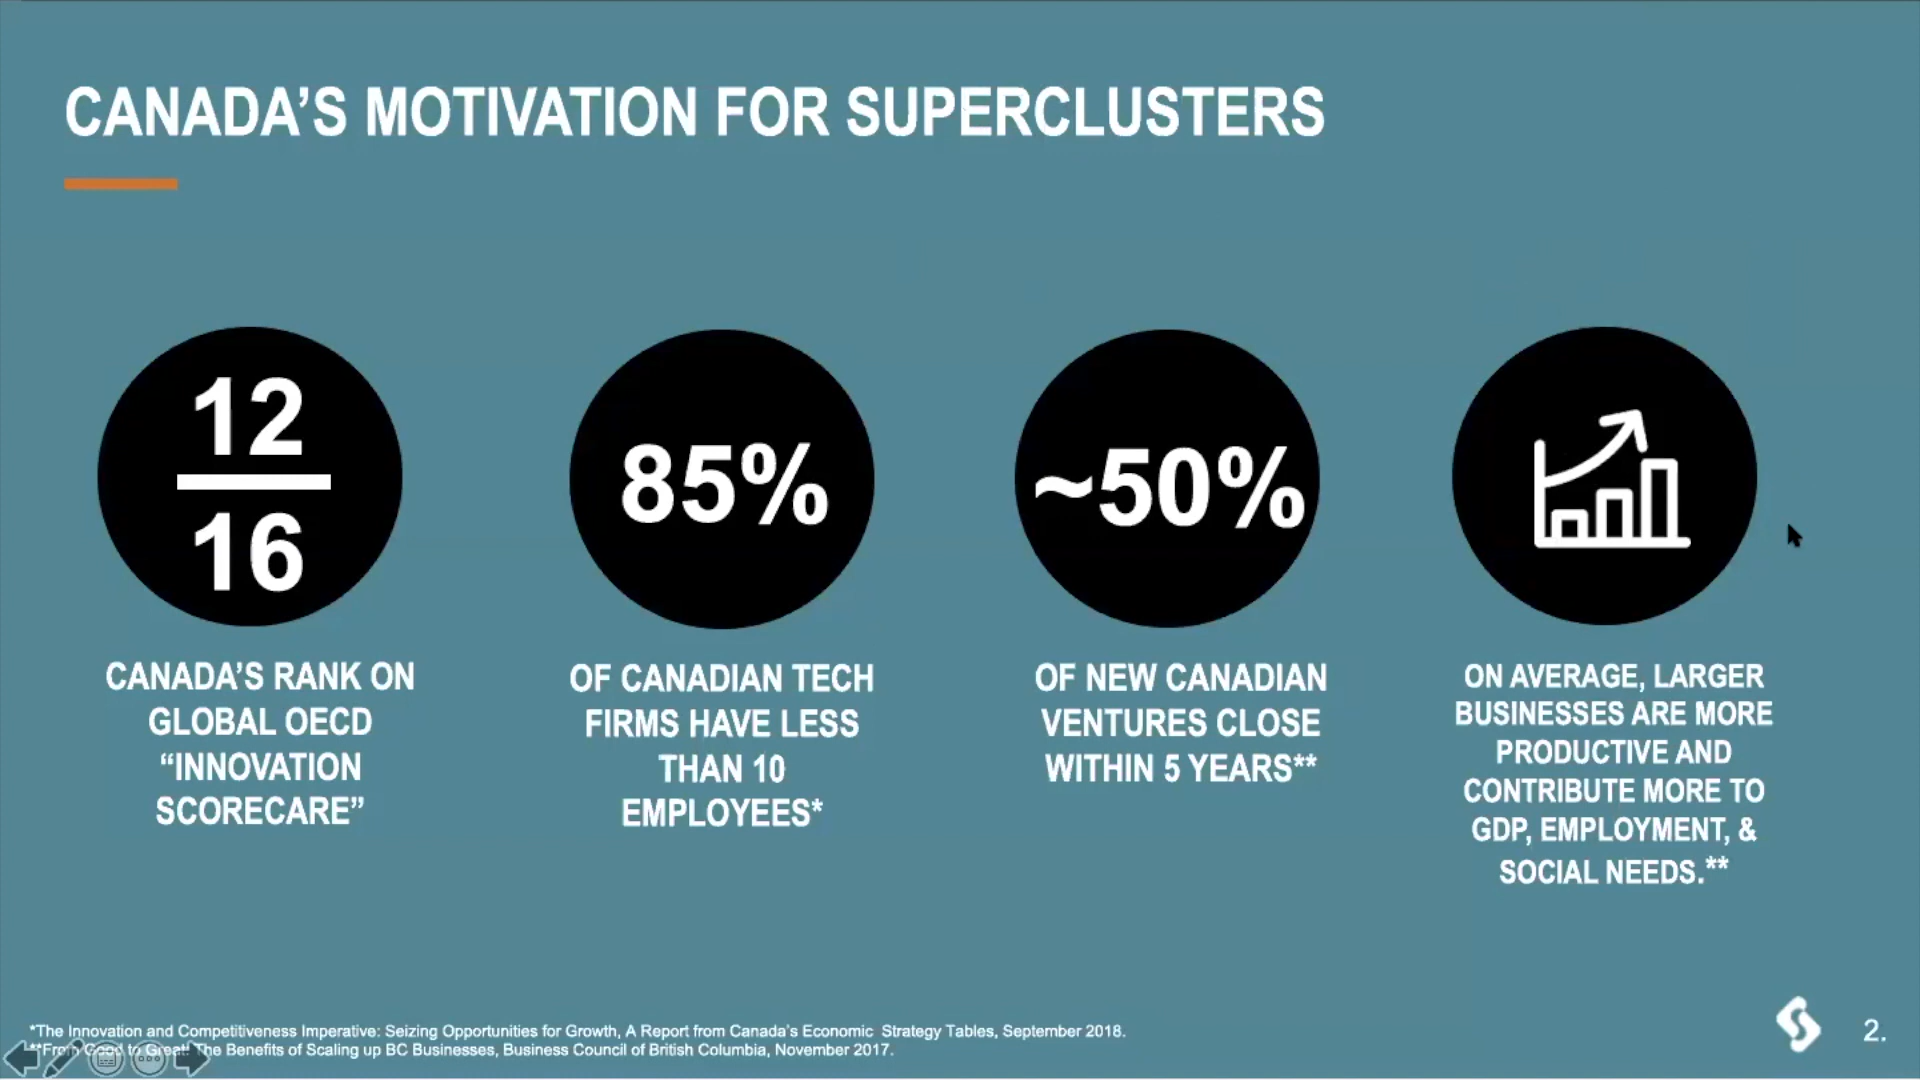 CANADA'S MOTIVATION FOR SUPERCLUSTERS
12
16
CANADA'S RANK ON
GLOBAL OECD
“INNOVATION
SCORECARE”
85%
OF CANADIAN TECH
FIRMS HAVE LESS
THAN 10
EMPLOYEES*
~50%
OF NEW CANADIAN
VENTURES CLOSE
WITHIN 5 YEARS**
ON AVERAGE, LARGER
BUSINESSES ARE MORE
PRODUCTIVE AND
CONTRIBUTE MORE TO
GDP, EMPLOYMENT, &
SOCIAL NEEDS.**
*The Innovation and Competitiveness Imperative: Seizing Opportunities for Growth, A Report from Canada's Economic Strategy Tables, September 2018.
**From Good to Great! The Benefits of Scaling up BC Businesses, Business Council of British Columbia, November 2017.
2.